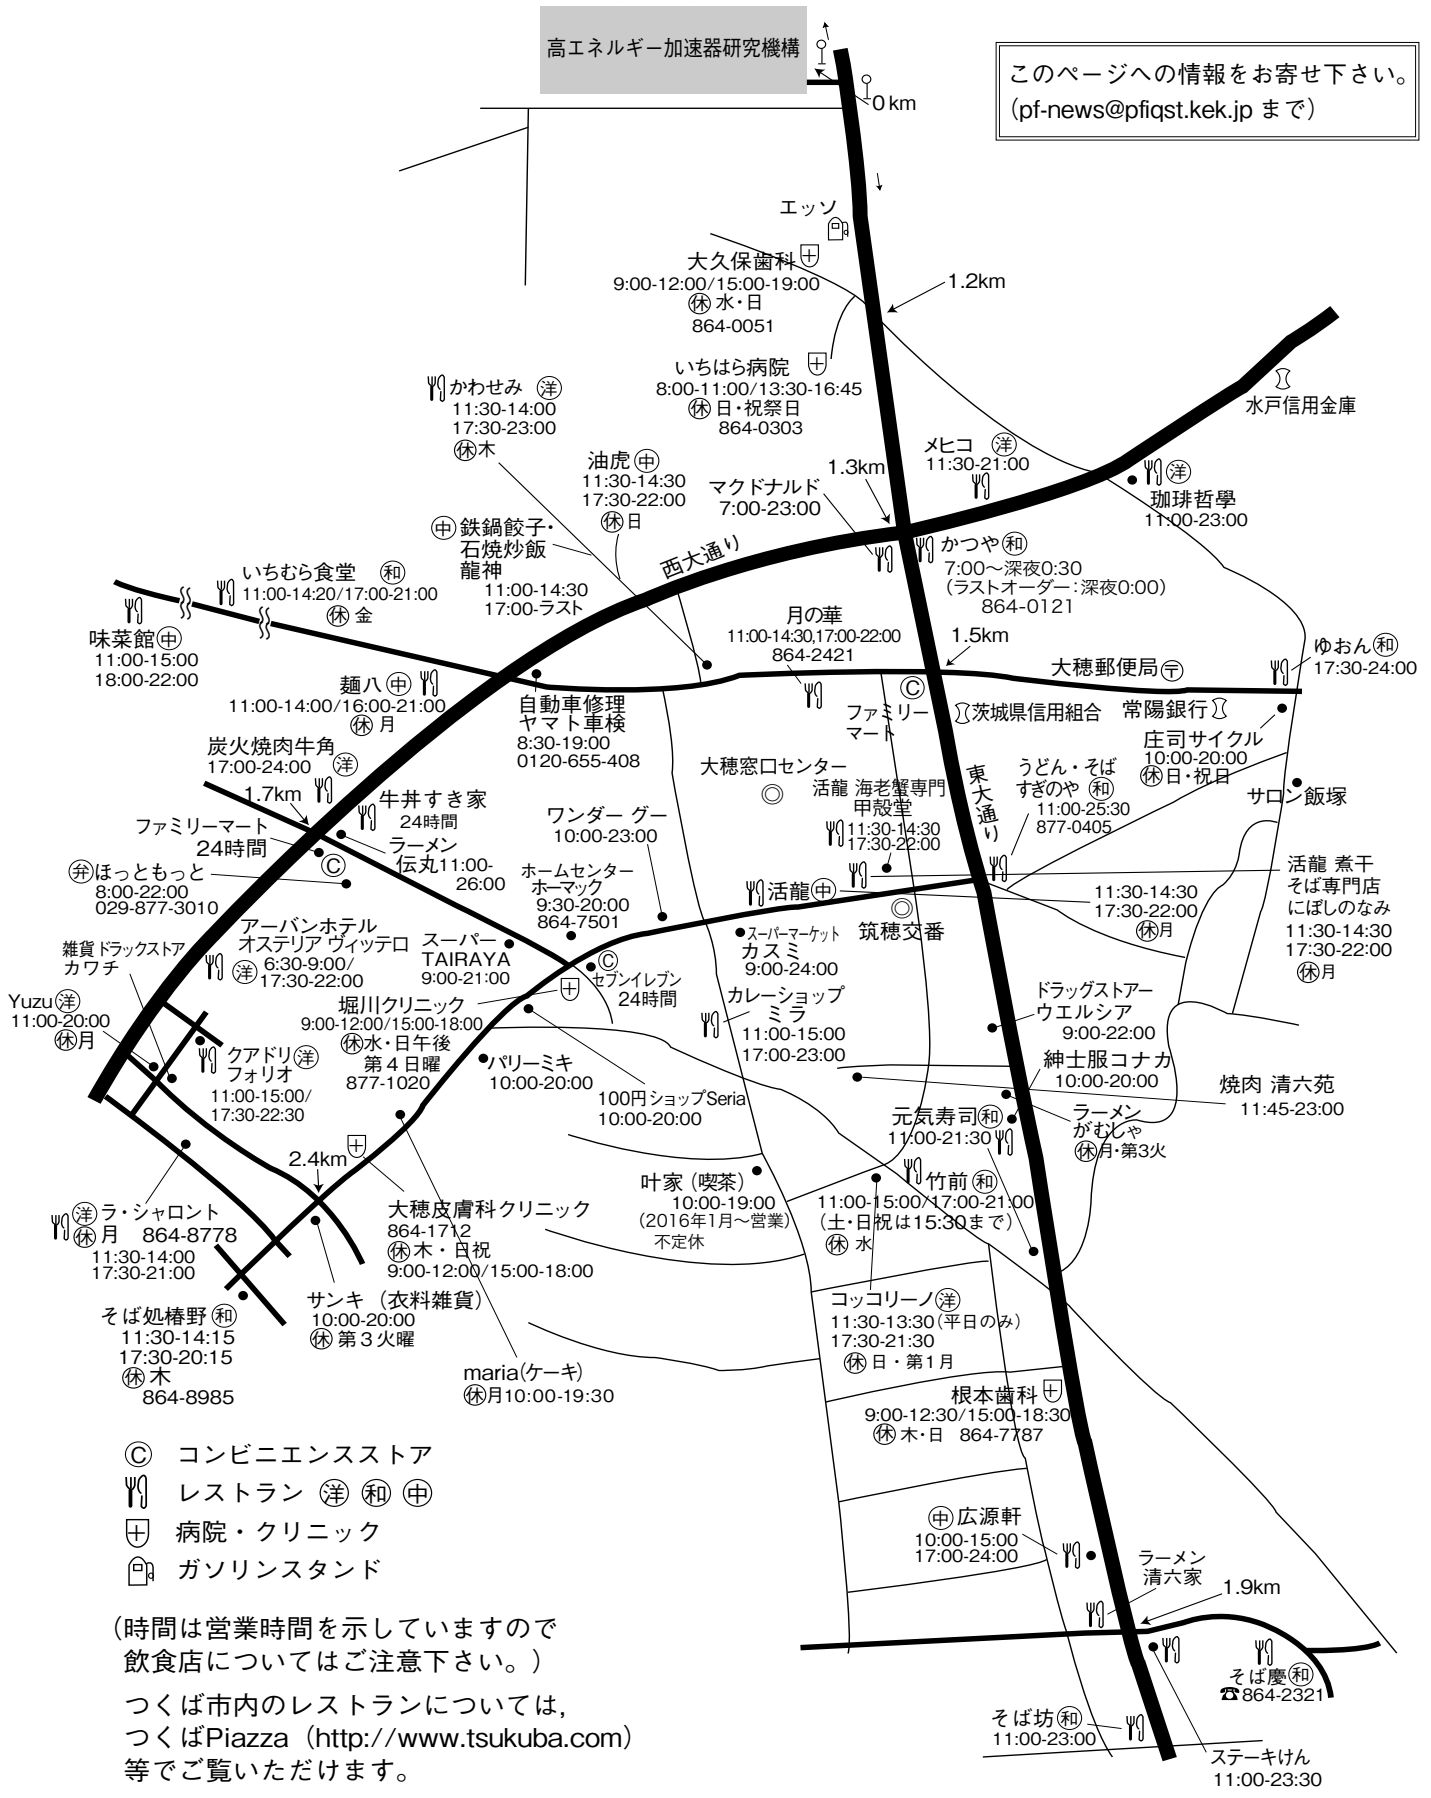 高エネルギー加速器研究機構
このページへの情報をお寄せ下さい。
(pf-news@pfiqst.kek.jp まで)
0 km
エッソ
大久保歯科
9:00-12:00/15:00-19:00
休 水・日
864-0051
1.2km
いちはら病院
8:00-11:00/13:30-16:45
休 日・祝祭日
864-0303
水戸信用金庫
かわせみ 洋
11:30-14:00
17:30-23:00
休 木
油虎 中
11:30-14:30
17:30-22:00
休 日
マクドナルド
7:00-23:00
1.3km
メヒコ 洋
11:30-21:00
洋
珈琲哲學
11:00-23:00
中 鉄鍋餃子・
石焼炒飯
龍神
11:00-14:30
17:00-ラスト
西大通り
かつや 和
7:00～深夜0:30
(ラストオーダー:深夜0:00)
864-0121
いちむら食堂 和
11:00-14:20/17:00-21:00
休 金
味菜館 中
11:00-15:00
18:00-22:00
月の華
11:00-14:30,17:00-22:00
864-2421
1.5km
大穂郵便局 〒
ゆおん 和
17:30-24:00
麺八 中
11:00-14:00/16:00-21:00
休 月
自動車修理
ヤマト車検
8:30-19:00
0120-655-408
C
ファミリー
マート
茨城県信用組合
常陽銀行
庄司サイクル
10:00-20:00
休 日・祝日
サロン飯塚
炭火焼肉牛角
17:00-24:00 洋
1.7km
大穂窓口センター
◎
活龍 海老蟹専門
甲殻堂
11:30-14:30
17:30-22:00
東大通り
うどん・そば
すぎのや 和
11:00-25:30
877-0405
牛丼すき家
24時間
ファミリーマート
24時間
C
ラーメン
伝丸11:00-
26:00
ワンダー グー
10:00-23:00
弁 ほっともっと
8:00-22:00
029-877-3010
ホームセンター
ホーマック
9:30-20:00
864-7501
活龍 中
11:30-14:30
17:30-22:00
休 月
活龍 煮干
そば専門店
にぼしのなみ
11:30-14:30
17:30-22:00
休 月
◎
筑穂交番
アーバンホテル
オステリア ヴィッテロ
洋 6:30-9:00/
17:30-22:00
スーパー
TAIRAYA
9:00-21:00
スーパーマーケット
カスミ
9:00-24:00
雑貨 ドラックストア
カワチ
C
セブンイレブン
24時間
Yuzu 洋
11:00-20:00
休 月
堀川クリニック
9:00-12:00/15:00-18:00
休 水・日午後
第４日曜
877-1020
カレーショップ
ミラ
11:00-15:00
17:00-23:00
ドラッグストアー
ウエルシア
9:00-22:00
クアドリ 洋
フォリオ
11:00-15:00/
17:30-22:30
パリーミキ
10:00-20:00
100円 ショップSeria
10:00-20:00
紳士服コナカ
10:00-20:00
焼肉 清六苑
11:45-23:00
元気寿司 和
11:00-21:30
ラーメン
がむしゃ
休 月・第3火
2.4km
洋 ラ・シャロント
休 月 864-8778
11:30-14:00
17:30-21:00
大穂皮膚科クリニック
864-1712
休 木・日祝
9:00-12:00/15:00-18:00
叶家 (喫茶)
10:00-19:00
(2016年1月～営業)
不定休
竹前 和
11:00-15:00/17:00-21:00
(土・日祝は15:30まで)
休 水
そば処椿野 和
11:30-14:15
17:30-20:15
休 木
864-8985
サンキ (衣料雑貨)
10:00-20:00
休 第３火曜
maria(ケーキ)
休 月10:00-19:30
コッコリーノ 洋
11:30-13:30(平日のみ)
17:30-21:30
休 日・第１月
根本歯科
9:00-12:30/15:00-18:30
休 木・日 864-7787
C コンビニエンスストア
レストラン 洋 和 中
病院・クリニック
ガソリンスタンド
中 広源軒
10:00-15:00
17:00-24:00
ラーメン
清六家
1.9km
そば慶 和
☎864-2321
そば坊 和
11:00-23:00
ステーキけん
11:00-23:30
(時間は営業時間を示していますので
飲食店についてはご注意下さい。)
つくば市内のレストランについては,
つくばPiazza (http://www.tsukuba.com)
等でご覧いただけます。